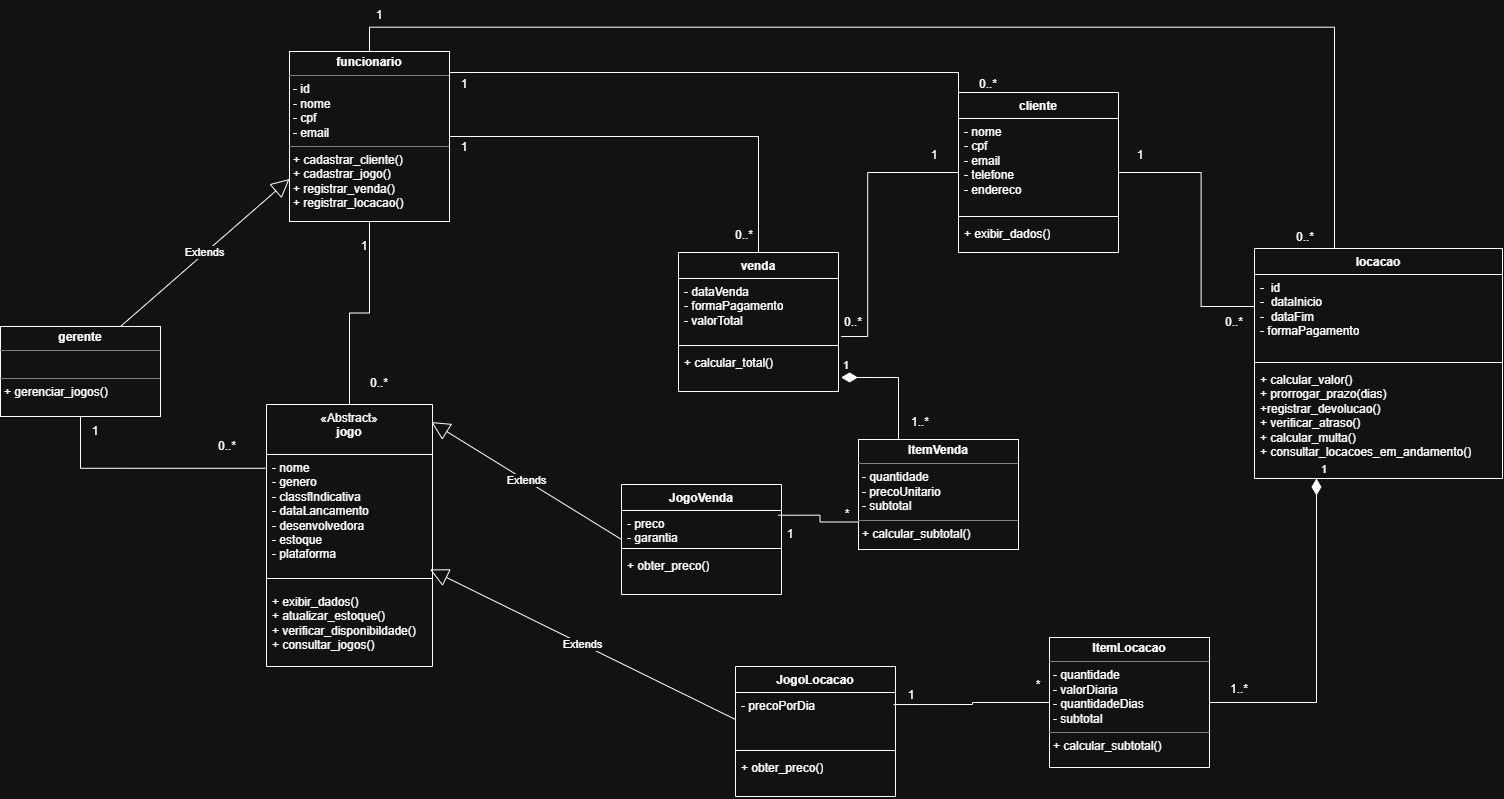 1
funcionario
- id
- nome
- cpf
- email
+ cadastrar_cliente()
+ cadastrar_jogo()
+ registrar_venda()
+ registrar_locacao()
1
0..*
cliente
- nome
- cpf
- email
- telefone
- endereco
+ exibir_dados()
1
1
1
0..*
venda
- dataVenda
- formaPagamento
- valorTotal
+ calcular_total()
0..*
1
0..*
0..*
locacao
- id
- dataInicio
- dataFim
- formaPagamento
+ calcular_valor()
+ prorrogar_prazo(dias)
+registrar_devolucao()
+ verificar_atraso()
+ calcular_multa()
+ consultar_locacoes_em_andamento()
1
Extends
1
gerente
+ gerenciar_jogos()
1
0..*
0..*
«Abstract»
jogo
- nome
- genero
- classfIndicativa
- dataLancamento
- desenvolvedora
- estoque
- plataforma
+ exibir_dados()
+ atualizar_estoque()
+ verificar_disponibildade()
+ consultar_jogos()
Extends
1..*
ItemVenda
- quantidade
- precoUnitario
- subtotal
+ calcular_subtotal()
JogoVenda
- preco
- garantia
+ obter_preco()
1
*
Extends
JogoLocacao
- precoPorDia
+ obter_preco()
1
*
ItemLocacao
- quantidade
- valorDiaria
- quantidadeDias
- subtotal
+ calcular_subtotal()
1..*